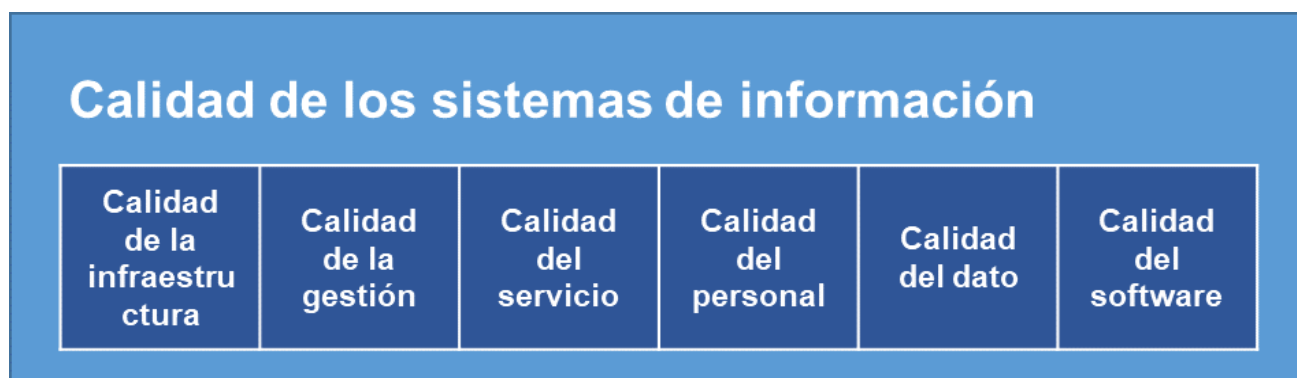 Calidad de los sistemas de información
Calidad
de la
infraestru
ctura
Calidad
de la
gestión
Calidad
del
servicio
Calidad
del
personal
Calidad
del dato
Calidad
del
software